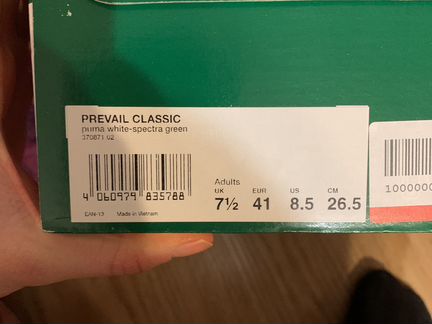 PREVAIL CLASSIC
puma white-spectra green
370871 02
Adults
UK EUR US CM
7½ 41 8.5 26.5
4 060979 835788
EAN-13 Made in Vietnam